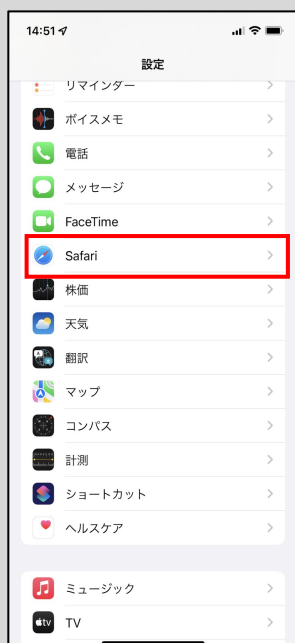 14:51
設定
リマインダー
ボイスメモ
電話
メッセージ
FaceTime
Safari
株価
天気
翻訳
マップ
コンパス
計測
ショートカット
ヘルスケア
ミュージック
tv TV